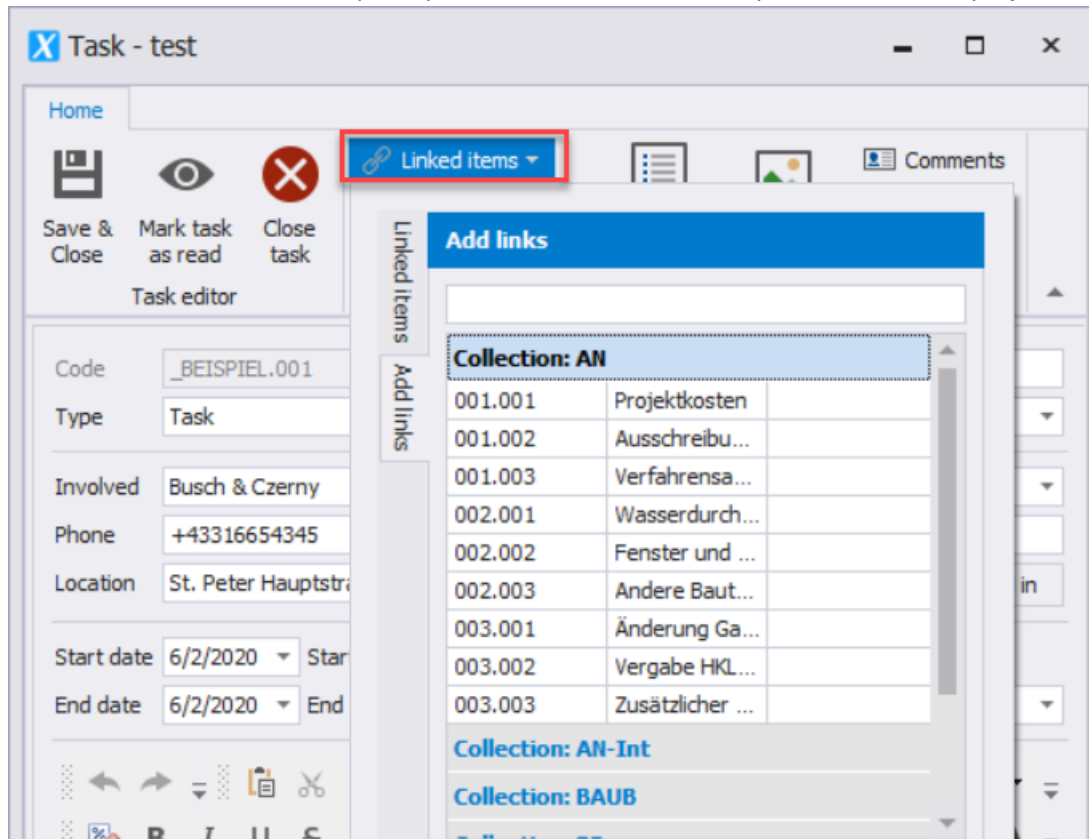 Task - test
Home
Linked items
Comments
Save & Close
Mark task as read
Close task
Task editor
Linked items
Add links
Add links
Collection: AN
001.001 Projektkosten
001.002 Ausschreibu...
001.003 Verfahrensa...
002.001 Wasserdurch...
002.002 Fenster und ...
002.003 Andere Baut...
003.001 Änderung Ga...
003.002 Vergabe HKL...
003.003 Zusätzlicher ...
Collection: AN-Int
Collection: BAUB
Code _BEISPIEL.001
Type Task
Involved Busch & Czerny
Phone +43316654345
Location St. Peter Hauptstra
in
Start date 6/2/2020 Star
End date 6/2/2020 End
B I U S